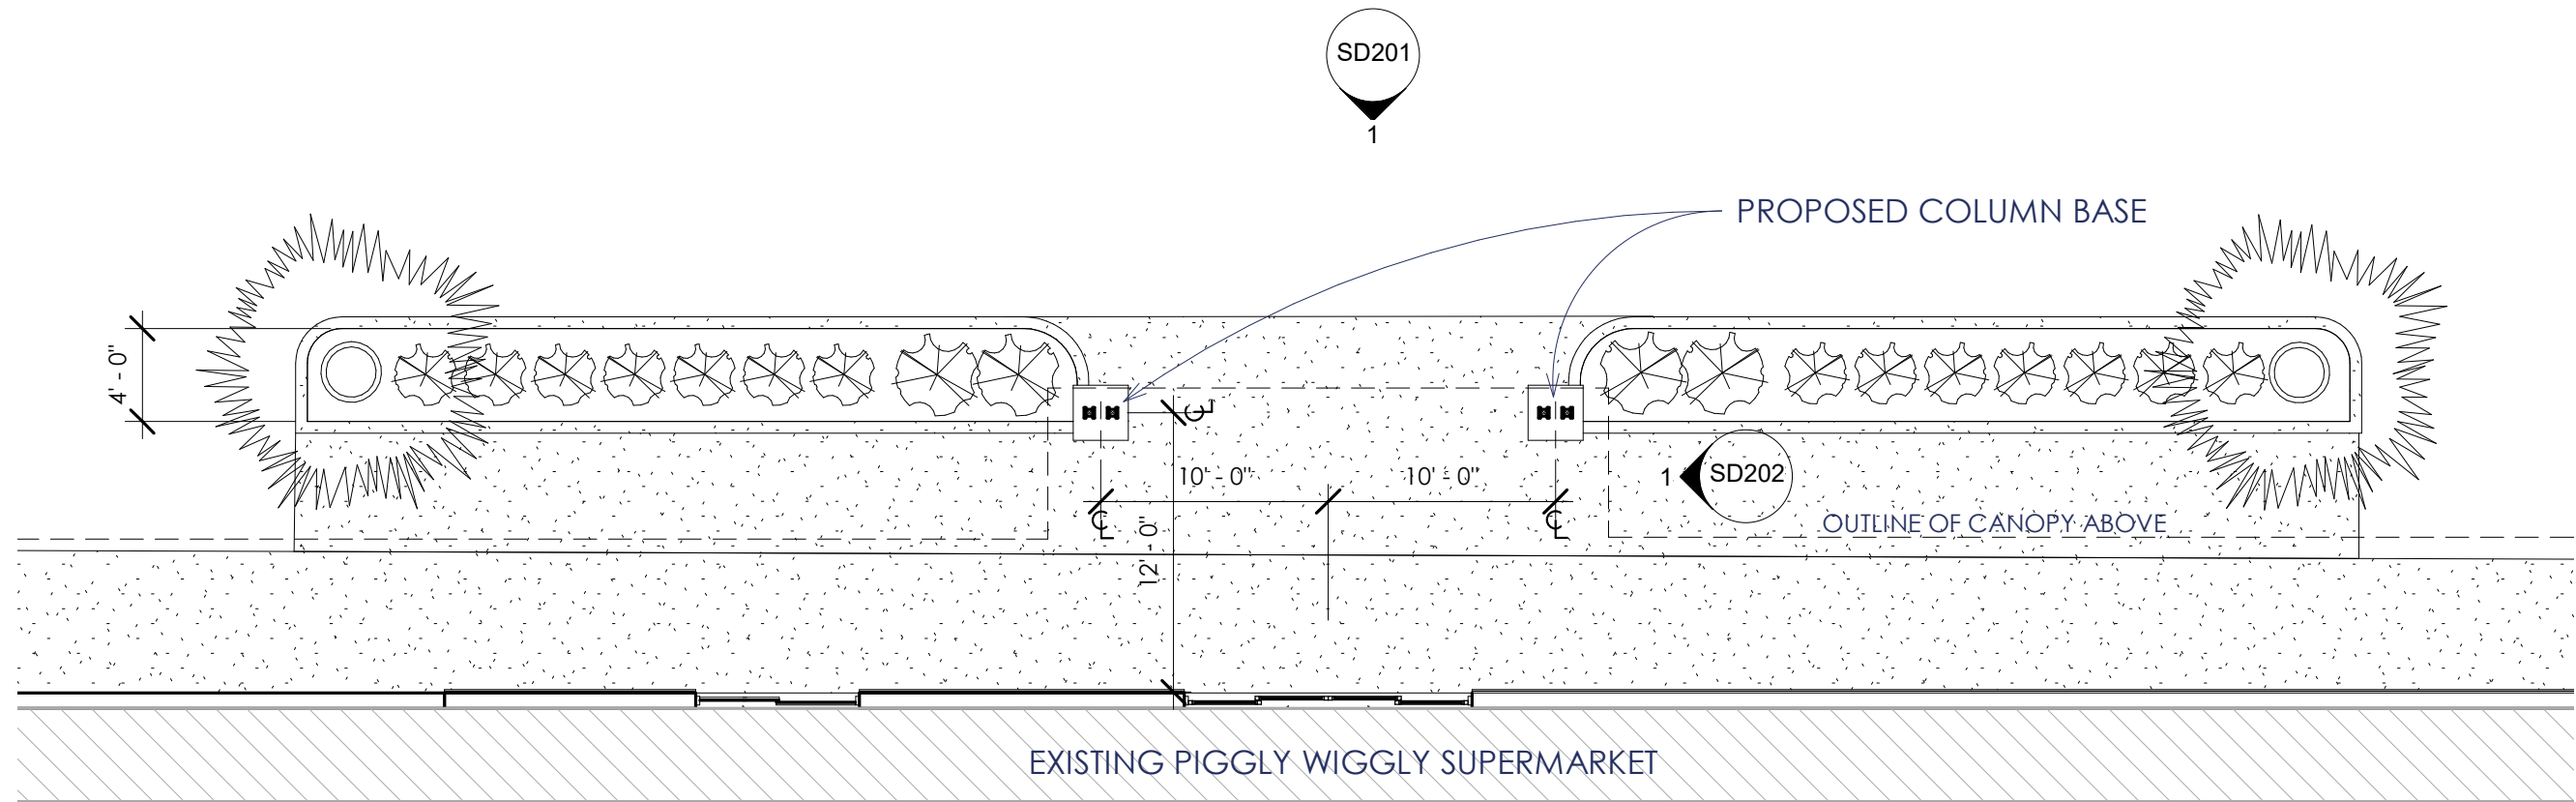 SD201
1
PROPOSED COLUMN BASE
4' - 0"
10' - 0"
10' - 0"
1
SD202
OUTLINE OF CANOPY ABOVE
12' - 0"
EXISTING PIGGLY WIGGLY SUPERMARKET